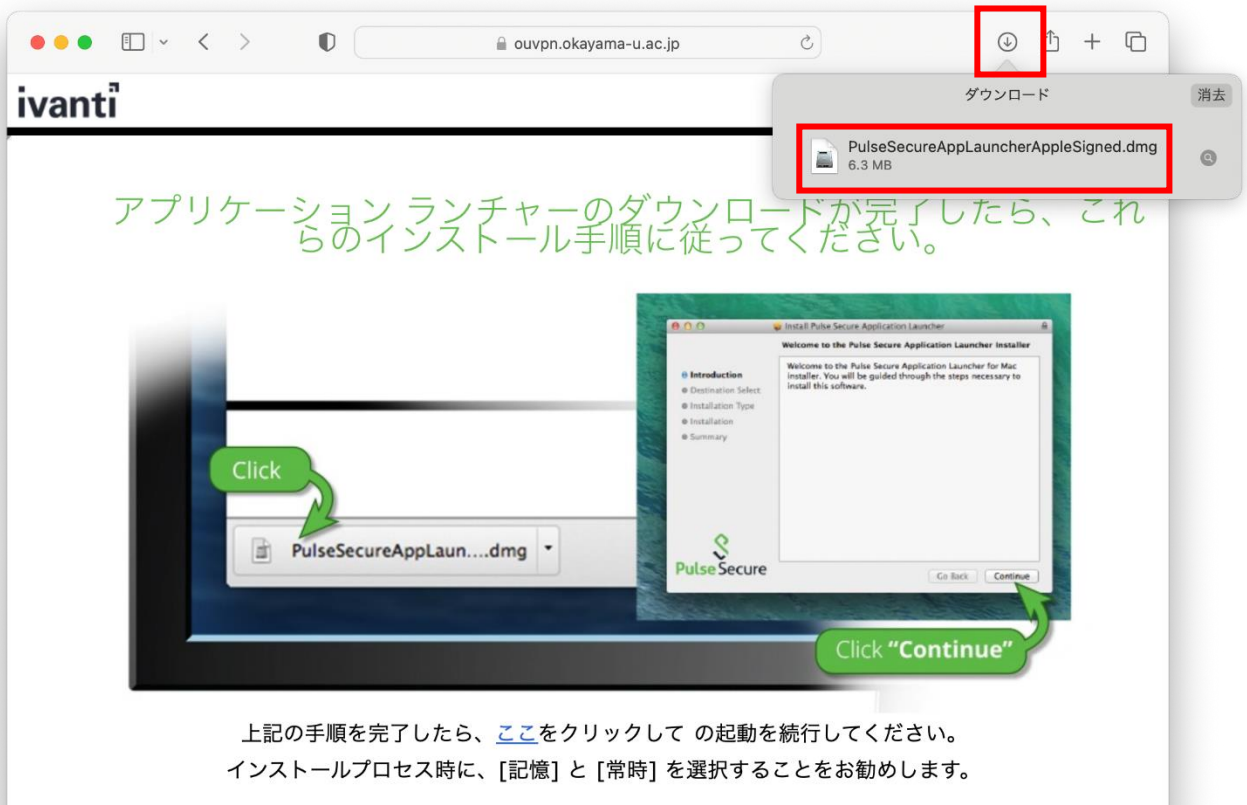 ouvpn.okayama-u.ac.jp
ivanti
ダウンロード
消去
PulseSecureAppLauncherAppleSigned.dmg
6.3 MB
アプリケーション ランチャーのダウンロードが完了したら、これ
らのインストール手順に従ってください。
Install Pulse Secure Application Launcher
Welcome to the Pulse Secure Application Launcher Installer
Introduction
Destination Select
Installation Type
Installation
Summary
Welcome to the Pulse Secure Application Launcher for Mac
installer. You will be guided through the steps necessary to
install this software.
Click
PulseSecureAppLaun....dmg
Pulse Secure
Go Back
Continue
Click "Continue"
上記の手順を完了したら、ここをクリックして の起動を続行してください。
インストールプロセス時に、[記憶] と [常時] を選択することをお勧めします。